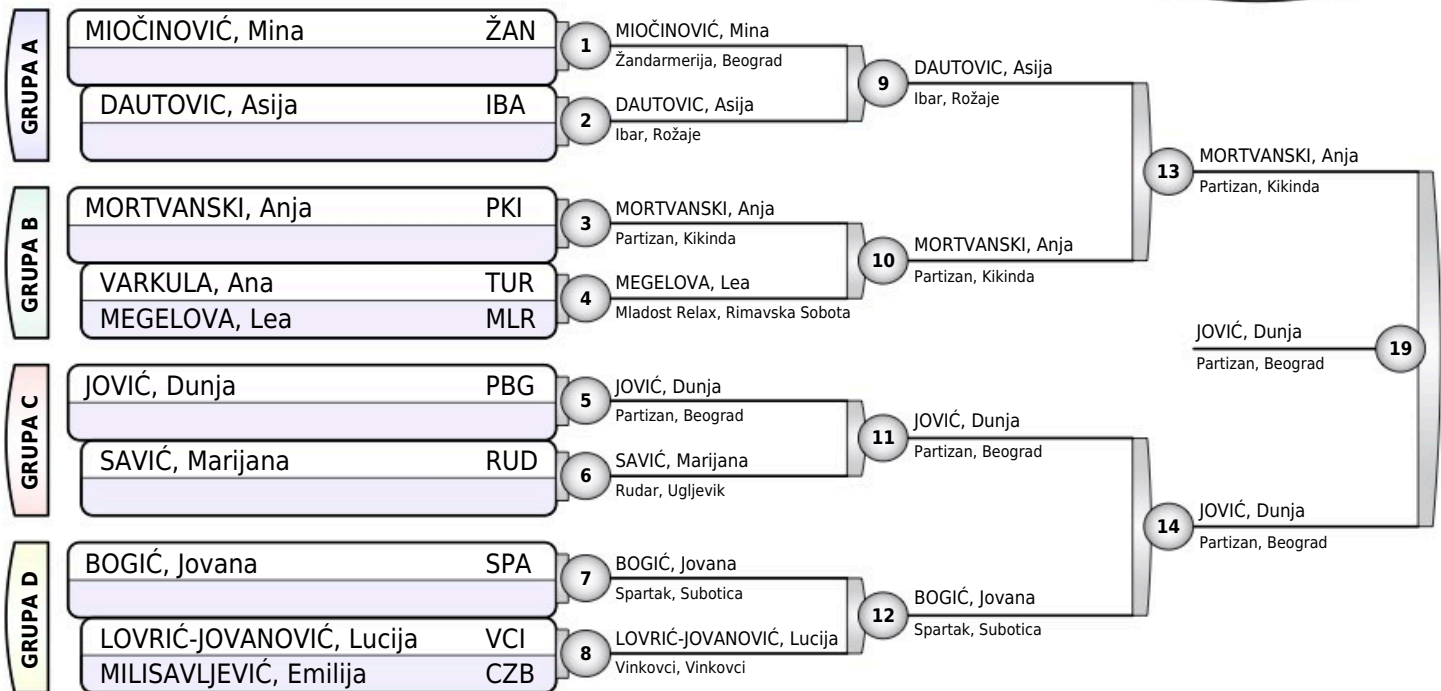 GRUPA A
MIOČINOVIĆ, Mina ŽAN
DAUTOVIC, Asija IBA
GRUPA B
MORTVANSKI, Anja PKI
VARKULA, Ana TUR
MEGELOVA, Lea MLR
GRUPA C
JOVIĆ, Dunja PBG
SAVIĆ, Marijana RUD
GRUPA D
BOGIĆ, Jovana SPA
LOVRIĆ-JOVANOVIĆ, Lucija VCI
MILISAVLJEVIĆ, Emilija CZB
1 MIOČINOVIĆ, Mina
Žandarmerija, Beograd
2 DAUTOVIC, Asija
Ibar, Rožaje
3 MORTVANSKI, Anja
Partizan, Kikinda
4 MEGELOVA, Lea
Mladost Relax, Rimavska Sobota
5 JOVIĆ, Dunja
Partizan, Beograd
6 SAVIĆ, Marijana
Rudar, Ugljevik
7 BOGIĆ, Jovana
Spartak, Subotica
8 LOVRIĆ-JOVANOVIĆ, Lucija
Vinkovci, Vinkovci
9 DAUTOVIC, Asija
Ibar, Rožaje
10 MORTVANSKI, Anja
Partizan, Kikinda
11 JOVIĆ, Dunja
Partizan, Beograd
12 BOGIĆ, Jovana
Spartak, Subotica
13 MORTVANSKI, Anja
Partizan, Kikinda
14 JOVIĆ, Dunja
Partizan, Beograd
JOVIĆ, Dunja 19
Partizan, Beograd